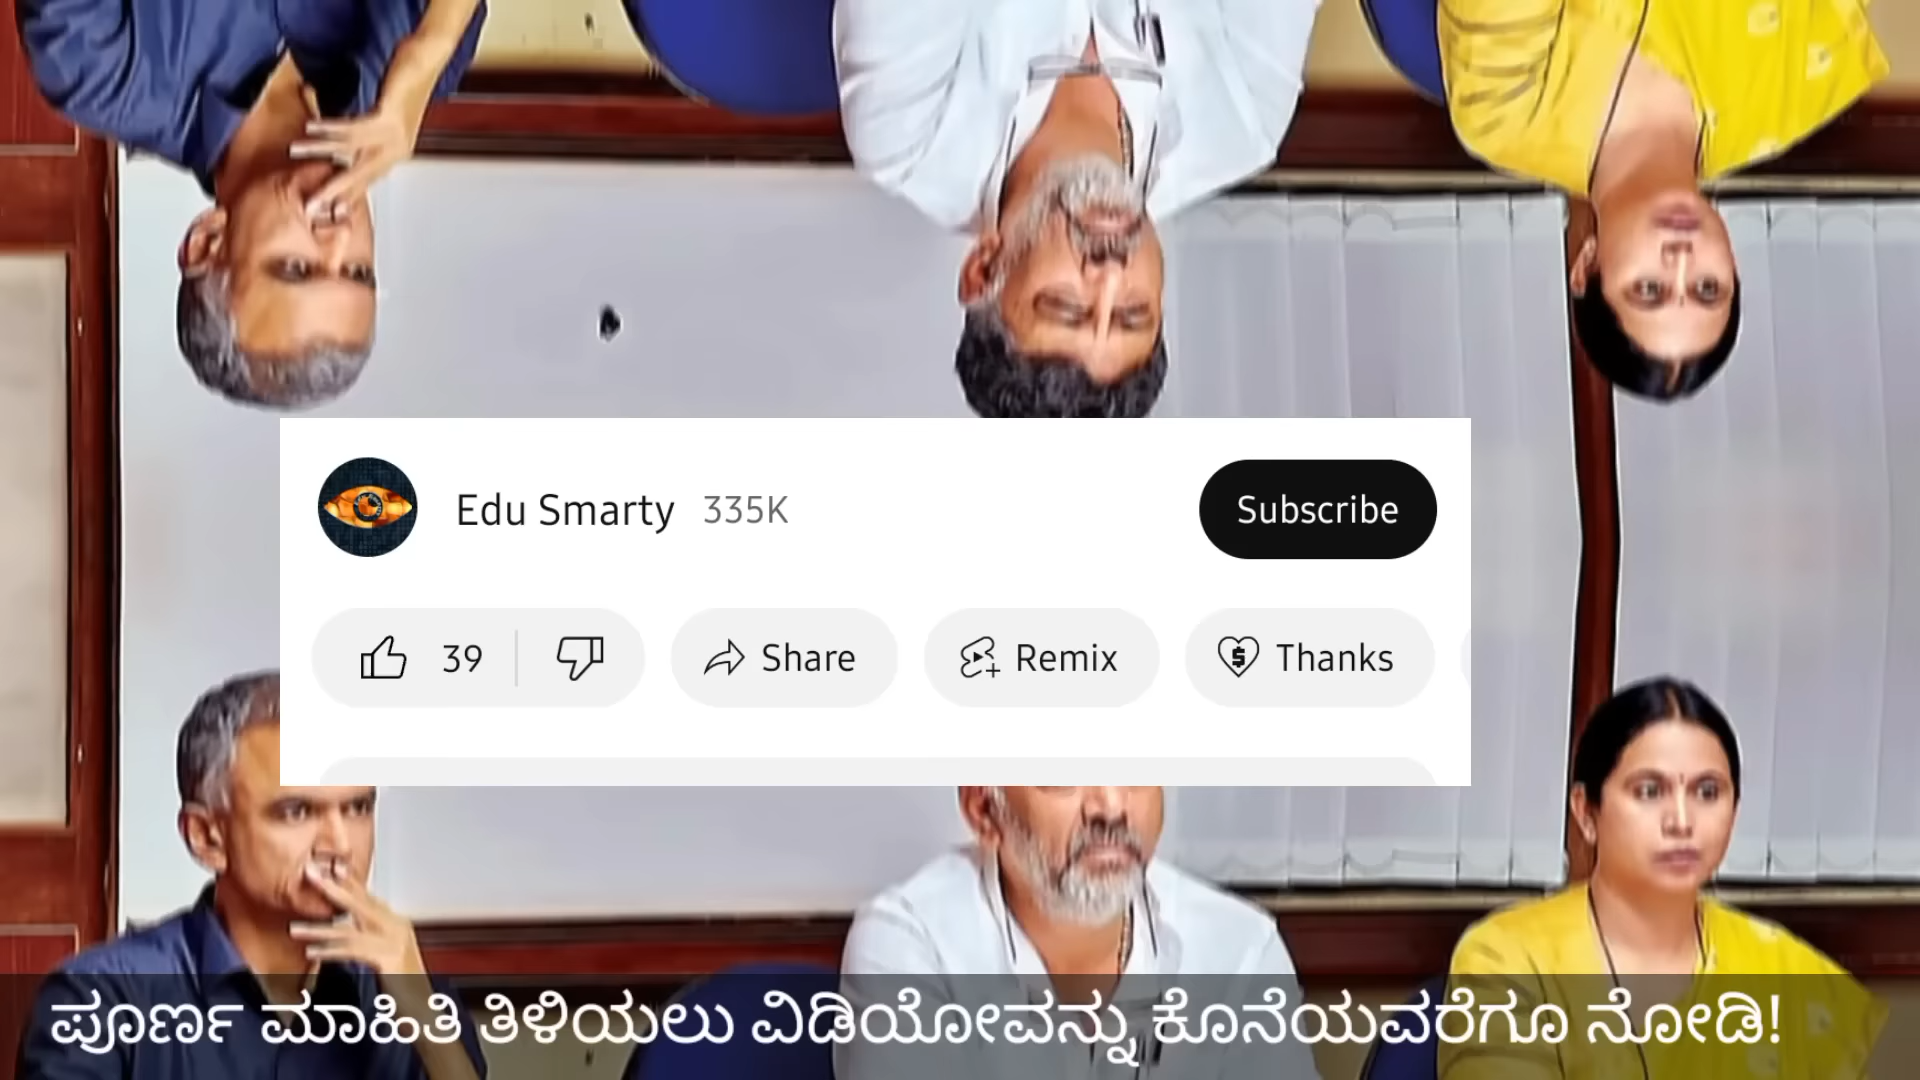 Edu Smarty 335K Subscribe
39 Share Remix Thanks
ಪೂರ್ಣ ಮಾಹಿತಿ ತಿಳಿಯಲು ವಿಡಿಯೋವನ್ನು ಕೊನೆಯವರೆಗೂ ನೋಡಿ!